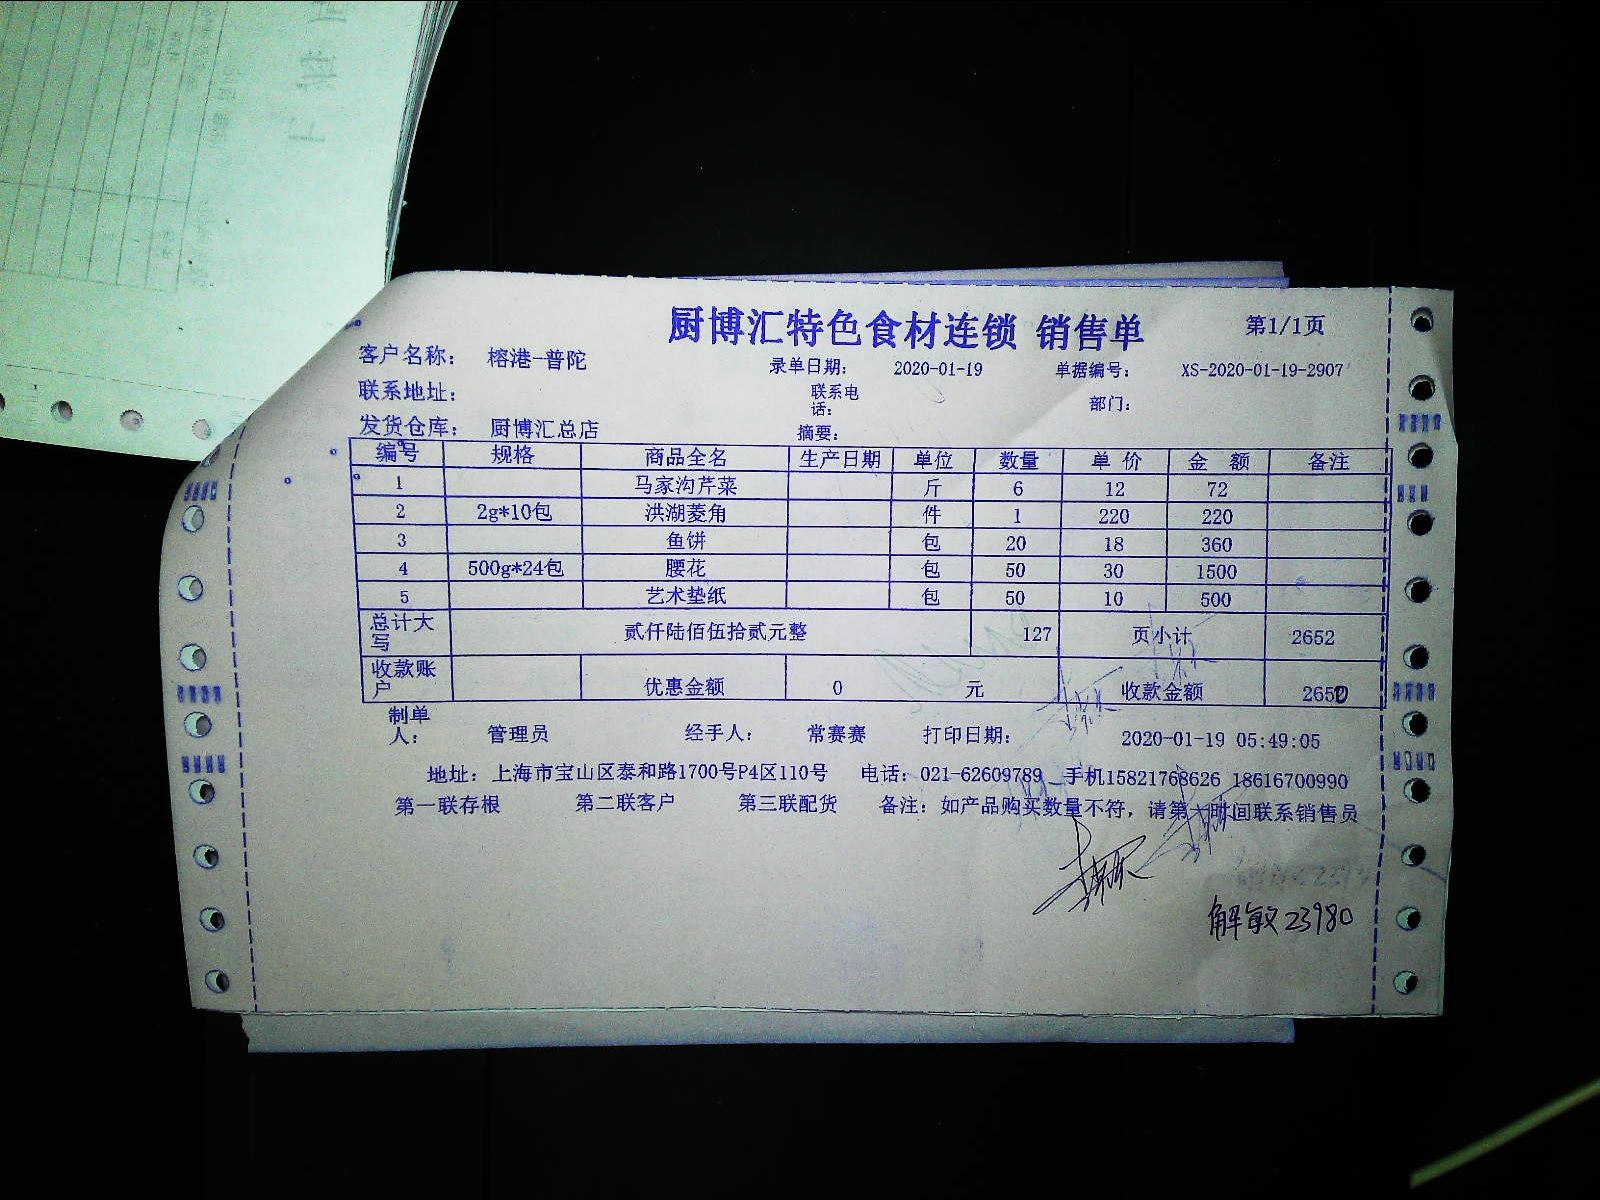 厨博汇特色食材连锁 销售单 第1/1页
客户名称: 榕港-普陀 录单日期: 2020-01-19 单据编号: XS-2020-01-19-2907
联系地址: 联系电话: 部门:
发货仓库: 厨博汇总店 摘要:
编号 规格 商品全名 生产日期 单位 数量 单价 金额 备注
1 马家沟芹菜 斤 6 12 72
2 2g*10包 洪湖菱角 件 1 220 220
3 鱼饼 包 20 18 360
4 500g*24包 腰花 包 50 30 1500
5 艺术垫纸 包 50 10 500
总计大写 贰仟陆佰伍拾贰元整 127 页小计 2652
收款账户 优惠金额 0 元 收款金额 2650
制单人: 管理员 经手人: 常赛赛 打印日期: 2020-01-19 05:49:05
地址: 上海市宝山区泰和路1700号P4区110号 电话: 021-62609789 手机15821768626 18616700990
第一联存根 第二联客户 第三联配货 备注: 如产品购买数量不符, 请第一时间联系销售员
解敏23980